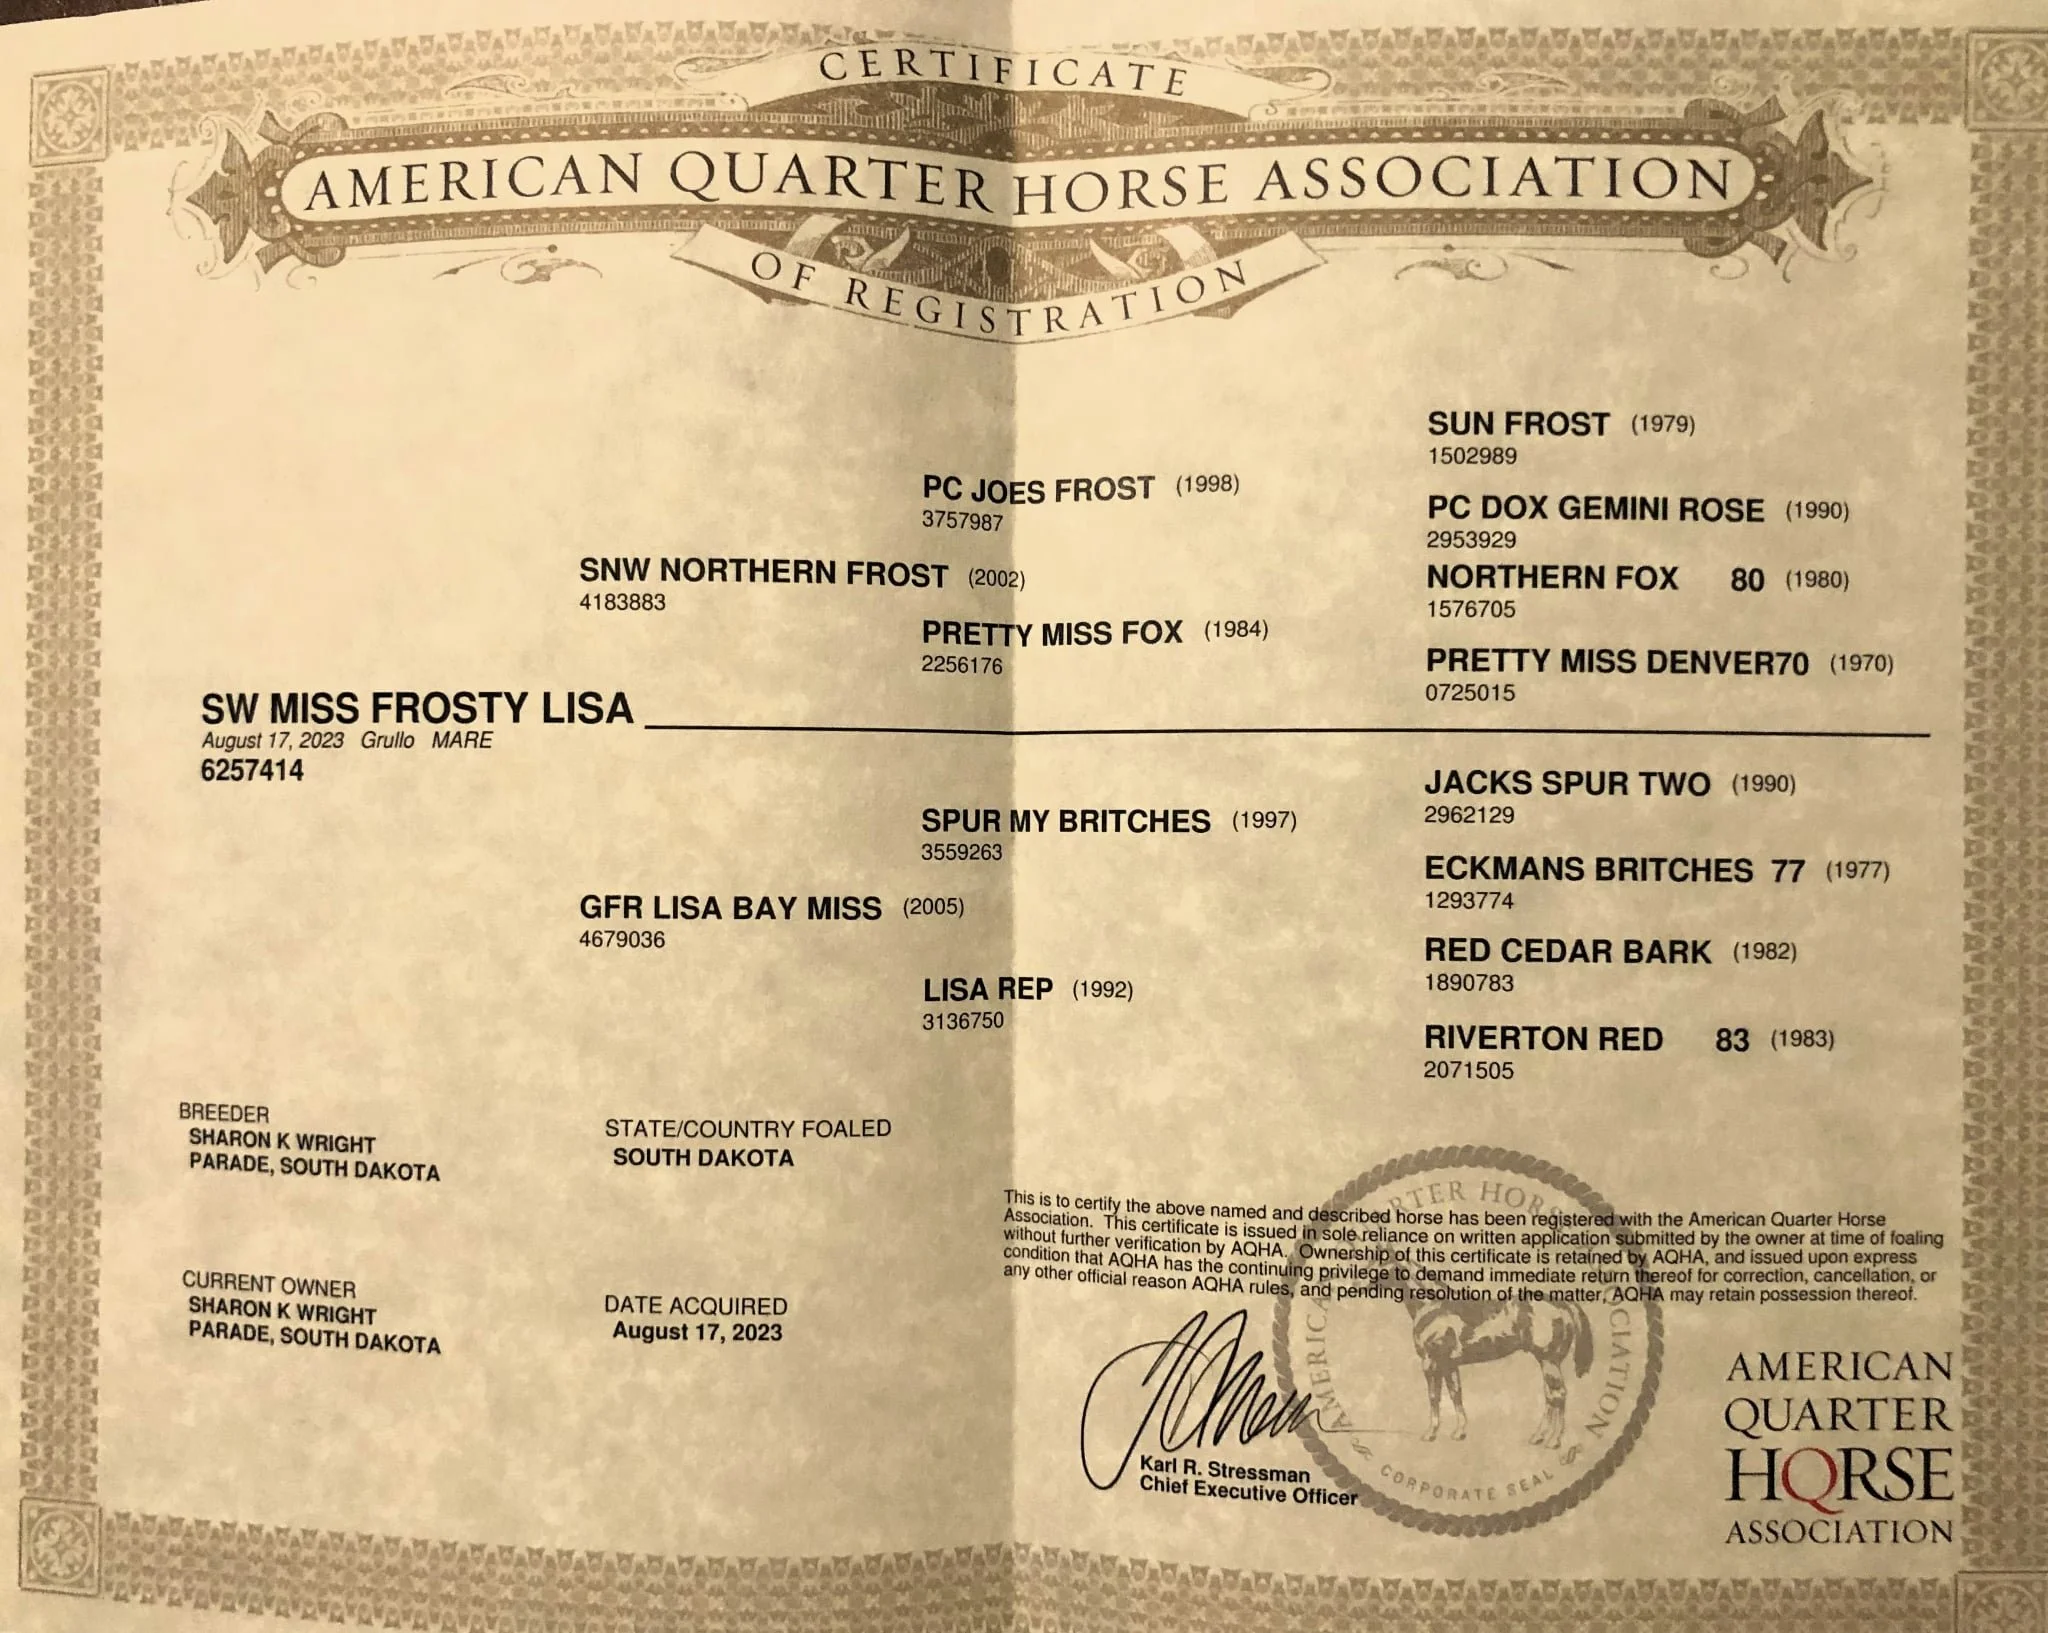 CERTIFICATE
AMERICAN QUARTER HORSE ASSOCIATION
OF REGISTRATION
SUN FROST (1979)
1502989
PC JOES FROST (1998)
3757987
PC DOX GEMINI ROSE (1990)
2953929
SNW NORTHERN FROST (2002)
4183883
NORTHERN FOX 80 (1980)
1576705
PRETTY MISS FOX (1984)
2256176
PRETTY MISS DENVER70 (1970)
0725015
SW MISS FROSTY LISA
August 17, 2023 Grullo MARE
6257414
JACKS SPUR TWO (1990)
2962129
SPUR MY BRITCHES (1997)
3559263
ECKMANS BRITCHES 77 (1977)
1293774
GFR LISA BAY MISS (2005)
4679036
RED CEDAR BARK (1982)
1890783
LISA REP (1992)
3136750
RIVERTON RED 83 (1983)
2071505
BREEDER
SHARON K WRIGHT
PARADE, SOUTH DAKOTA
STATE/COUNTRY FOALED
SOUTH DAKOTA
CURRENT OWNER
SHARON K WRIGHT
PARADE, SOUTH DAKOTA
DATE ACQUIRED
August 17, 2023
This is to certify the above named and described horse has been registered with the American Quarter Horse
Association. This certificate is issued in sole reliance on written application submitted by the owner at time of foaling
without further verification by AQHA. Ownership of this certificate is retained by AQHA, and issued upon express
condition that AQHA has the continuing privilege to demand immediate return thereof for correction, cancellation, or
any other official reason AQHA rules, and pending resolution of the matter, AQHA may retain possession thereof.
Karl R. Stressman
Chief Executive Officer
AMERICAN QUARTER HORSE ASSOCIATION
CORPORATE SEAL
AMERICAN
QUARTER
HORSE
ASSOCIATION